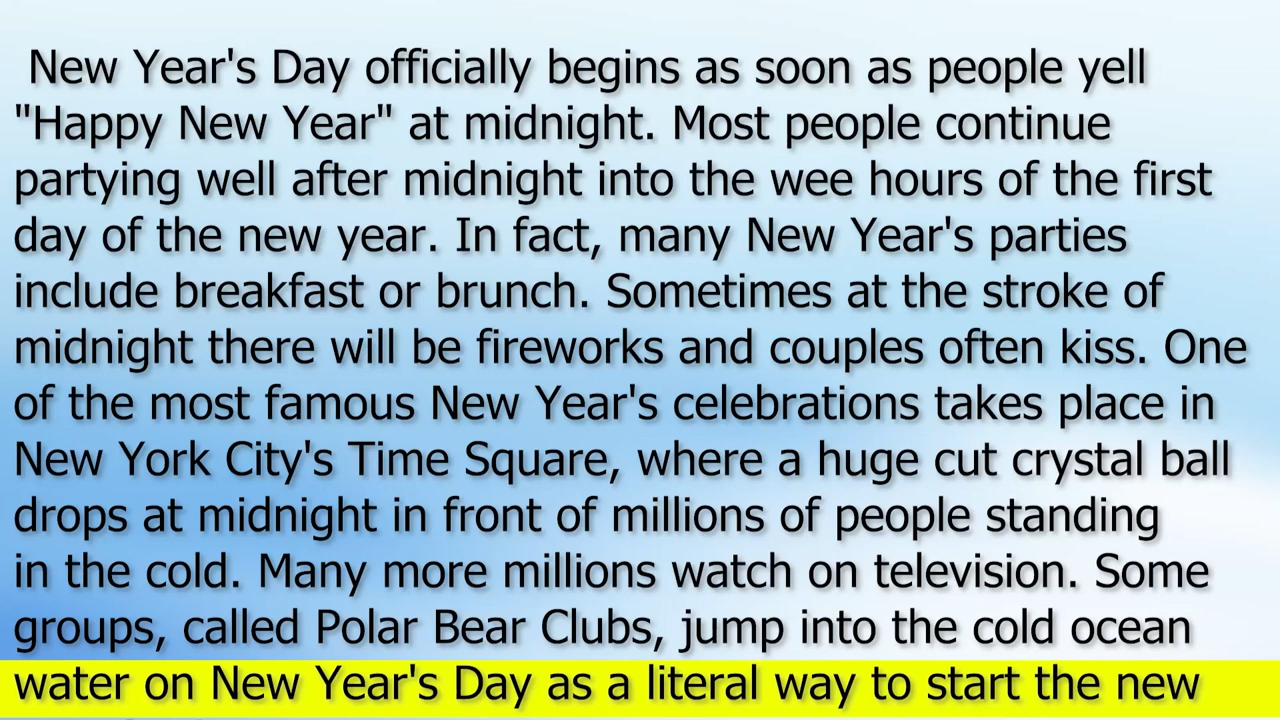 New Year's Day officially begins as soon as people yell
"Happy New Year" at midnight. Most people continue
partying well after midnight into the wee hours of the first
day of the new year. In fact, many New Year's parties
include breakfast or brunch. Sometimes at the stroke of
midnight there will be fireworks and couples often kiss. One
of the most famous New Year's celebrations takes place in
New York City's Time Square, where a huge cut crystal ball
drops at midnight in front of millions of people standing
in the cold. Many more millions watch on television. Some
groups, called Polar Bear Clubs, jump into the cold ocean
water on New Year's Day as a literal way to start the new